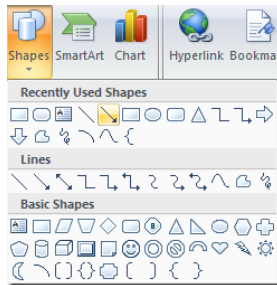 Shapes SmartArt Chart Hyperlink Bookma
Recently Used Shapes
Lines
Basic Shapes